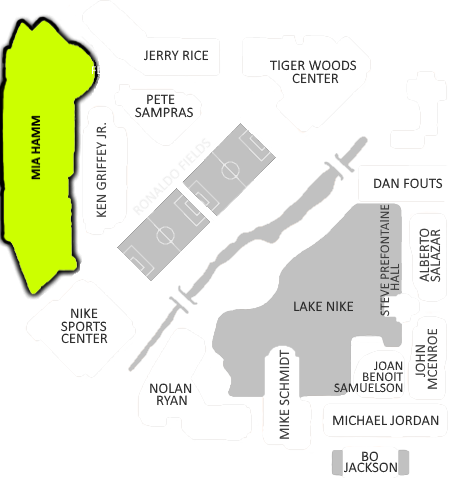 JERRY RICE
TIGER WOODS
CENTER
PETE
SAMPRAS
MIA HAMM
KEN GRIFFEY JR.
RONALDO FIELDS
DAN FOUTS
STEVE PREFONTAINE
HALL
ALBERTO
SALAZAR
LAKE NIKE
NIKE
SPORTS
CENTER
JOHN
MCENROE
JOAN
BENOIT
SAMUELSON
NOLAN
RYAN
MIKE SCHMIDT
MICHAEL JORDAN
BO
JACKSON